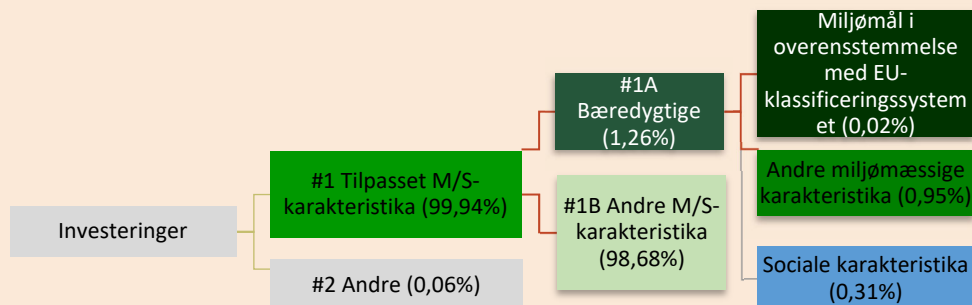 Investeringer
#1 Tilpasset M/S-
karakteristika (99,94%)
#2 Andre (0,06%)
#1A
Bæredygtige
(1,26%)
#1B Andre M/S-
karakteristika
(98,68%)
Miljømål i
overensstemmelse
med EU-
klassificeringssystem
et (0,02%)
Andre miljømæssige
karakteristika (0,95%)
Sociale karakteristika
(0,31%)